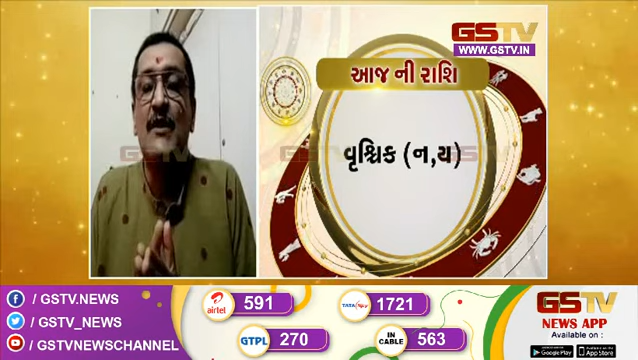 GSTV
WWW.GSTV.IN
આજ ની રાશિ
વૃશ્ચિક (ન,ય)
/ GSTV.NEWS
/ GSTV_NEWS
/ GSTVNEWSCHANNEL
airtel 591
TATA Play 1721
GTPL 270
IN CABLE 563
GSTV
NEWS APP
Available on :
Google Play
App Store